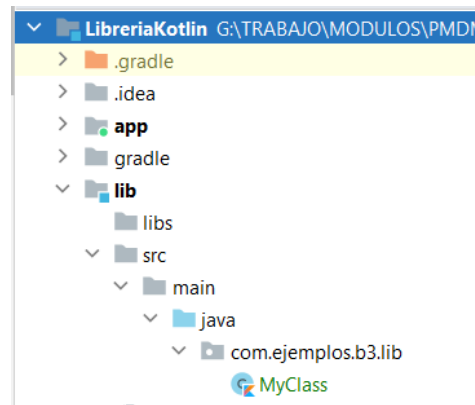 LibreriaKotlin G:\TRABAJO\MODULOS\PMDM
.gradle
.idea
app
gradle
lib
libs
src
main
java
com.ejemplos.b3.lib
MyClass